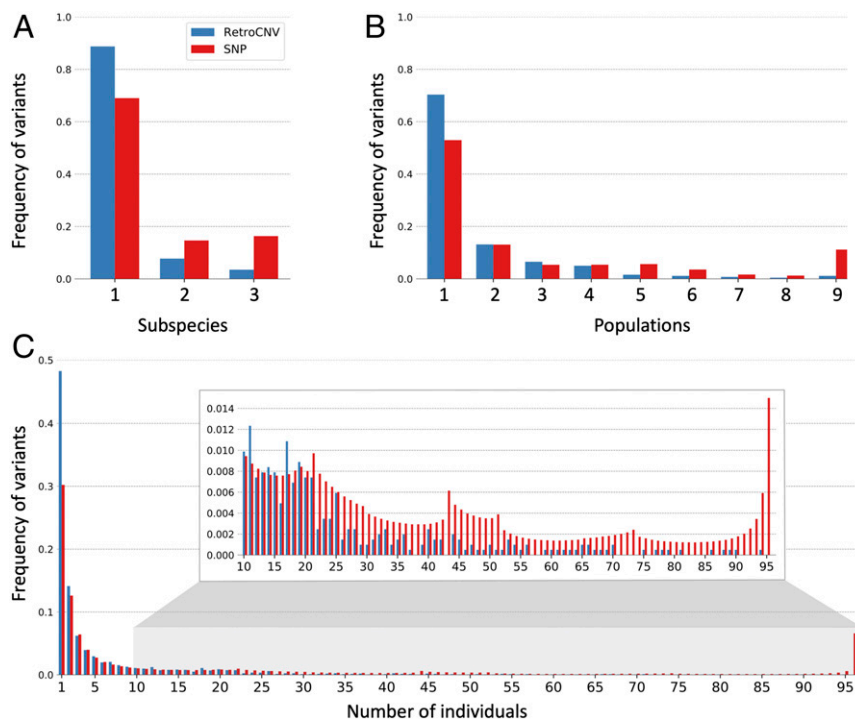 A
B
RetroCNV
SNP
Frequency of variants
1.0
0.8
0.6
0.4
0.2
0.0
1 2 3
Subspecies
Frequency of variants
1.0
0.8
0.6
0.4
0.2
0.0
1 2 3 4 5 6 7 8 9
Populations
C
Frequency of variants
0.5
0.4
0.3
0.2
0.1
0.0
0.014
0.012
0.010
0.008
0.006
0.004
0.002
0.000
10 15 20 25 30 35 40 45 50 55 60 65 70 75 80 85 90 95
1 5 10 15 20 25 30 35 40 45 50 55 60 65 70 75 80 85 90 95
Number of individuals